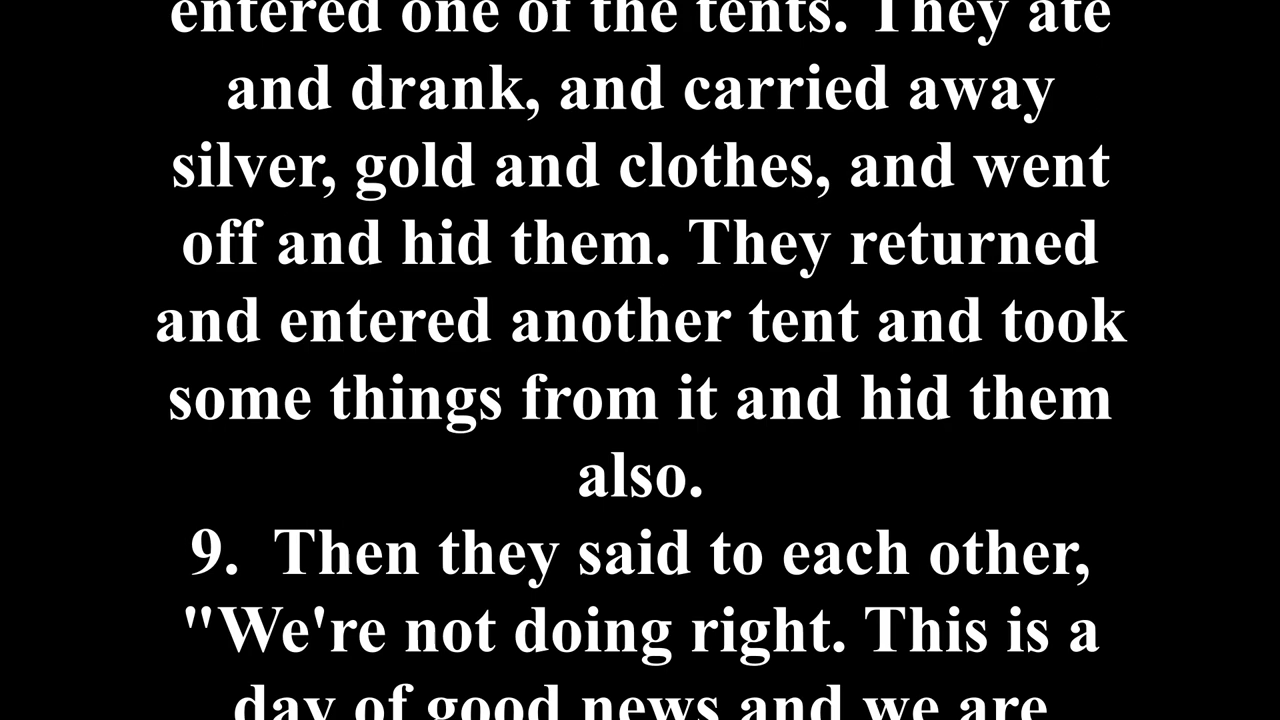 entered one of the tents. They ate
and drank, and carried away
silver, gold and clothes, and went
off and hid them. They returned
and entered another tent and took
some things from it and hid them
also.
9.  Then they said to each other,
"We're not doing right. This is a
day of good news and we are